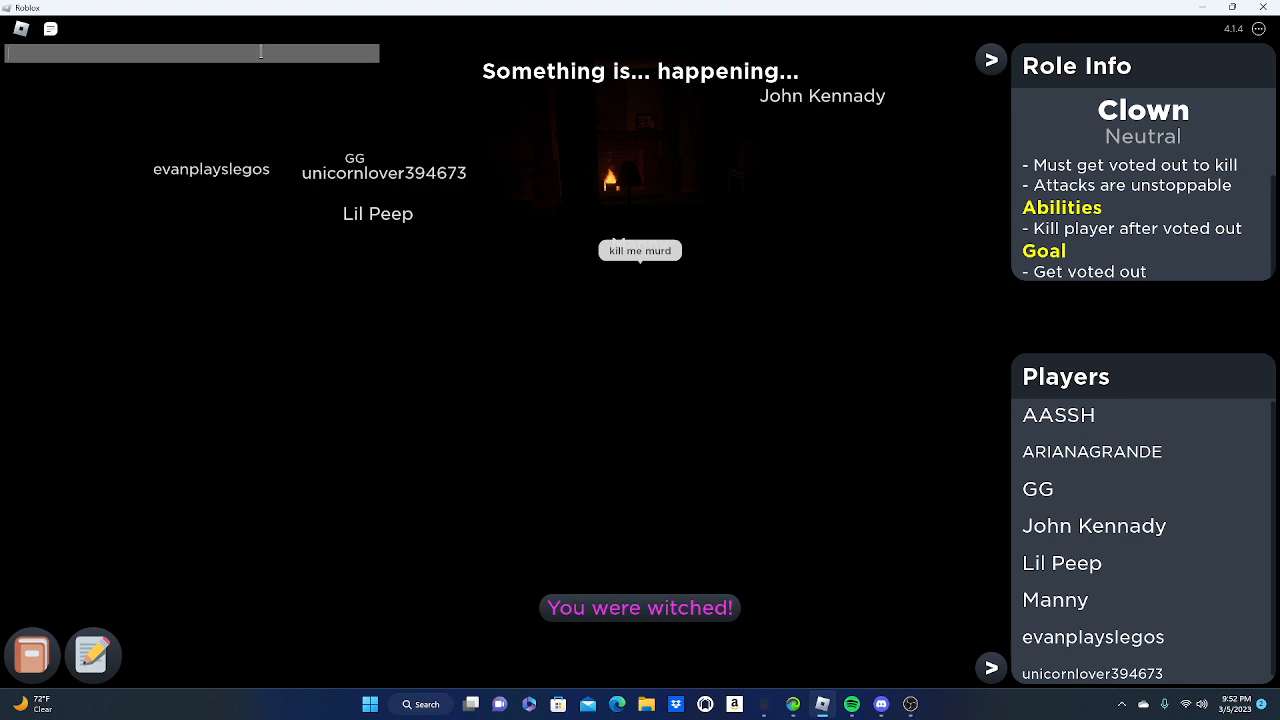 Roblox
4.1.4
Something is... happening...
John Kennady
evanplayslegos
GG
unicornlover394673
Lil Peep
kill me murd
You were witched!
>
Role Info
Clown
Neutral
- Must get voted out to kill
- Attacks are unstoppable
Abilities
- Kill player after voted out
Goal
- Get voted out
Players
AASSH
ARIANAGRANDE
GG
John Kennady
Lil Peep
Manny
evanplayslegos
unicornlover394673
>
72°F
Clear
Search
9:52 PM
3/5/2023
2